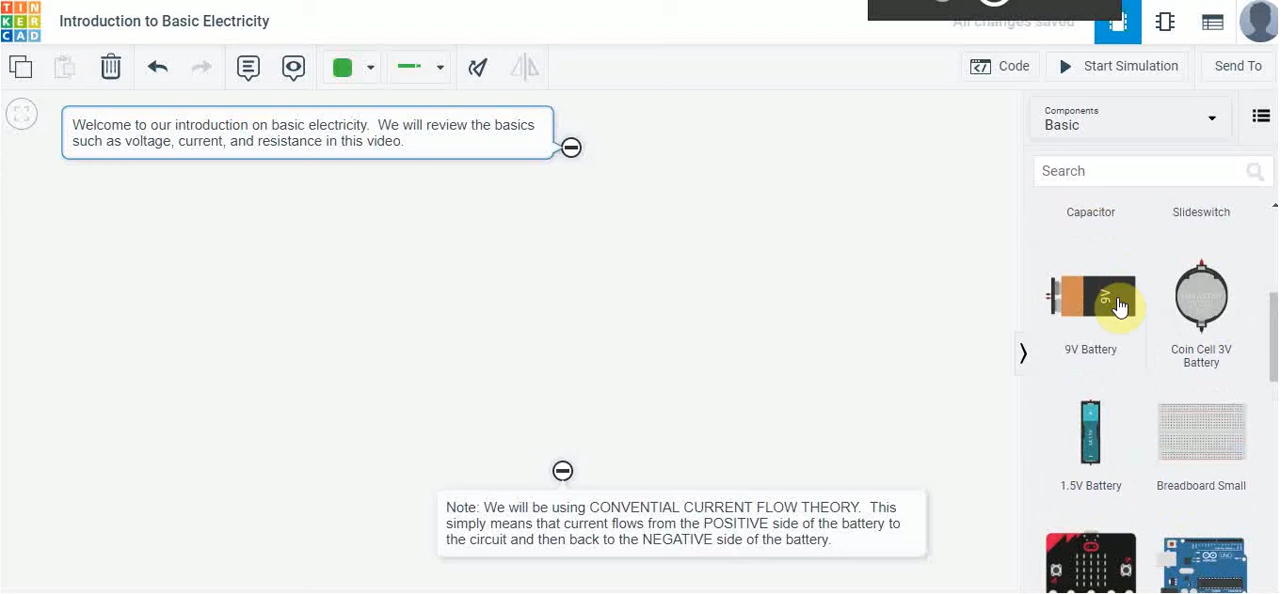 TIN
KER
CAD
Introduction to Basic Electricity
All changes saved
Code
Start Simulation
Send To
Welcome to our introduction on basic electricity. We will review the basics
such as voltage, current, and resistance in this video.
Components
Basic
Search
Capacitor
Slideswitch
9V
9V Battery
Coin Cell 3V
Battery
1.5V Battery
Breadboard Small
Note: We will be using CONVENTIAL CURRENT FLOW THEORY. This
simply means that current flows from the POSITIVE side of the battery to
the circuit and then back to the NEGATIVE side of the battery.